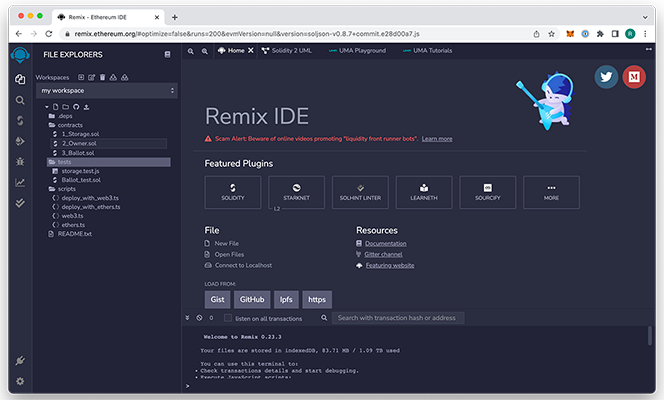 Remix - Ethereum IDE
remix.ethereum.org/#optimize=false&runs=200&evmVersion=null&version=soljson-v0.8.7+commit.e28d00a7.js
FILE EXPLORERS
Home
Solidity 2 UML
UMA Playground
UMA Tutorials
Workspaces
my workspace
.deps
contracts
1_Storage.sol
2_Owner.sol
3_Ballot.sol
tests
storage.test.js
Ballot_test.sol
scripts
deploy_with_web3.ts
deploy_with_ethers.ts
web3.ts
ethers.ts
README.txt
Remix IDE
Scam Alert: Beware of online videos promoting "liquidity front runner bots". Learn more
Featured Plugins
SOLIDITY
STARKNET
SOLHINT LINTER
LEARNETH
SOURCIFY
MORE
L2
File
New File
Open Files
Connect to Localhost
Resources
Documentation
Gitter channel
Featuring website
LOAD FROM:
Gist
GitHub
Ipfs
https
0
listen on all transactions
Search with transaction hash or address
Welcome to Remix 0.23.3
Your files are stored in indexedDB, 83.71 MB / 1.09 TB used
You can use this terminal to:
• Check transactions details and start debugging.
• Execute JavaScript scripts:
>